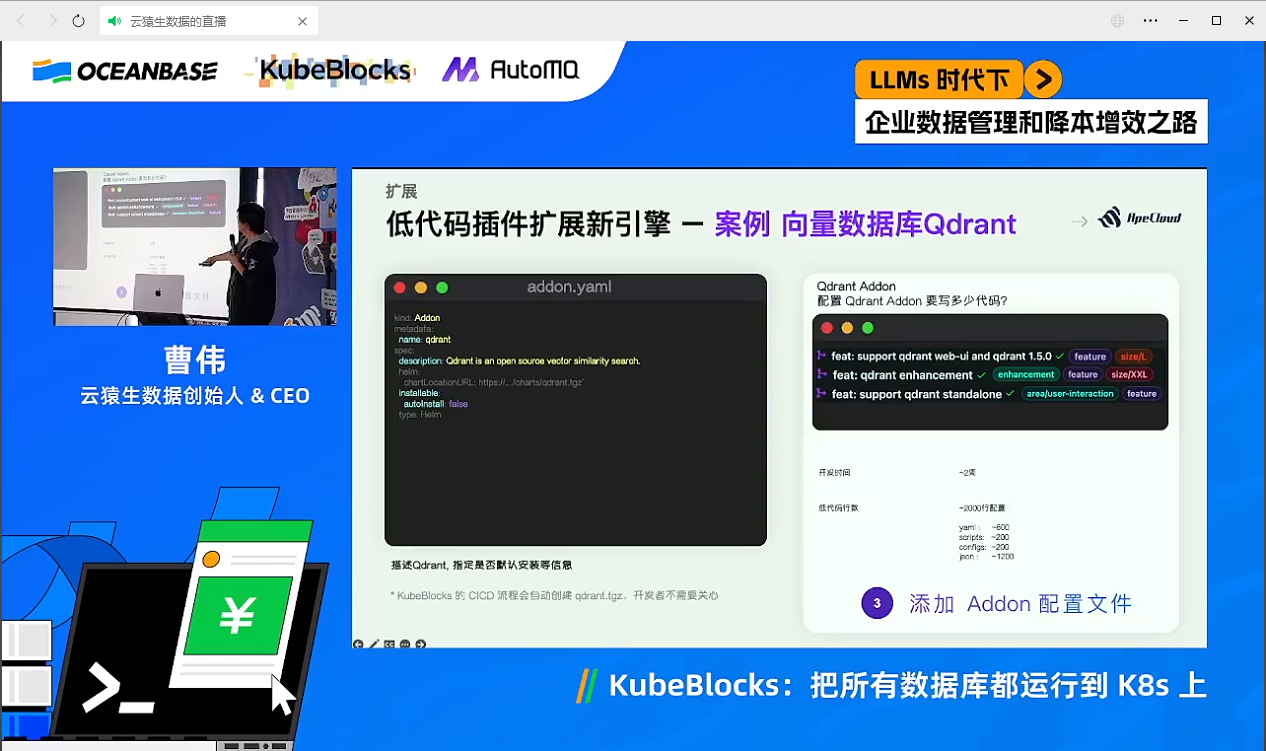 云猿生数据的直播
OCEANBASE
KubeBlocks
AutoMQ
LLMs 时代下
企业数据管理和降本增效之路
扩展
低代码插件扩展新引擎 — 案例 向量数据库Qdrant
ApeCloud
addon.yaml
kind: Addon
metadata:
name: qdrant
spec:
description: Qdrant is an open source vector similarity search.
helm:
chartLocationURL: https://.../charts/qdrant.tgz`
installable:
autoInstall: false
type: Helm
描述Qdrant, 指定是否默认安装等信息
* KubeBlocks 的 CICD 流程会自动创建 qdrant.tgz，开发者不需要关心
Qdrant Addon
配置 Qdrant Addon 要写多少代码?
feat: support qdrant web-ui and qdrant 1.5.0 ✓ feature size/L
feat: qdrant enhancement ✓ enhancement feature size/XXL
feat: support qdrant standalone ✓ area/user-interaction feature
开发时间 ~2周
低代码行数 ~2000行配置
yaml： ~600
scripts: ~200
configs: ~200
json： ~1200
3 添加 Addon 配置文件
曹伟
云猿生数据创始人 & CEO
¥
>_
// KubeBlocks：把所有数据库都运行到 K8s 上